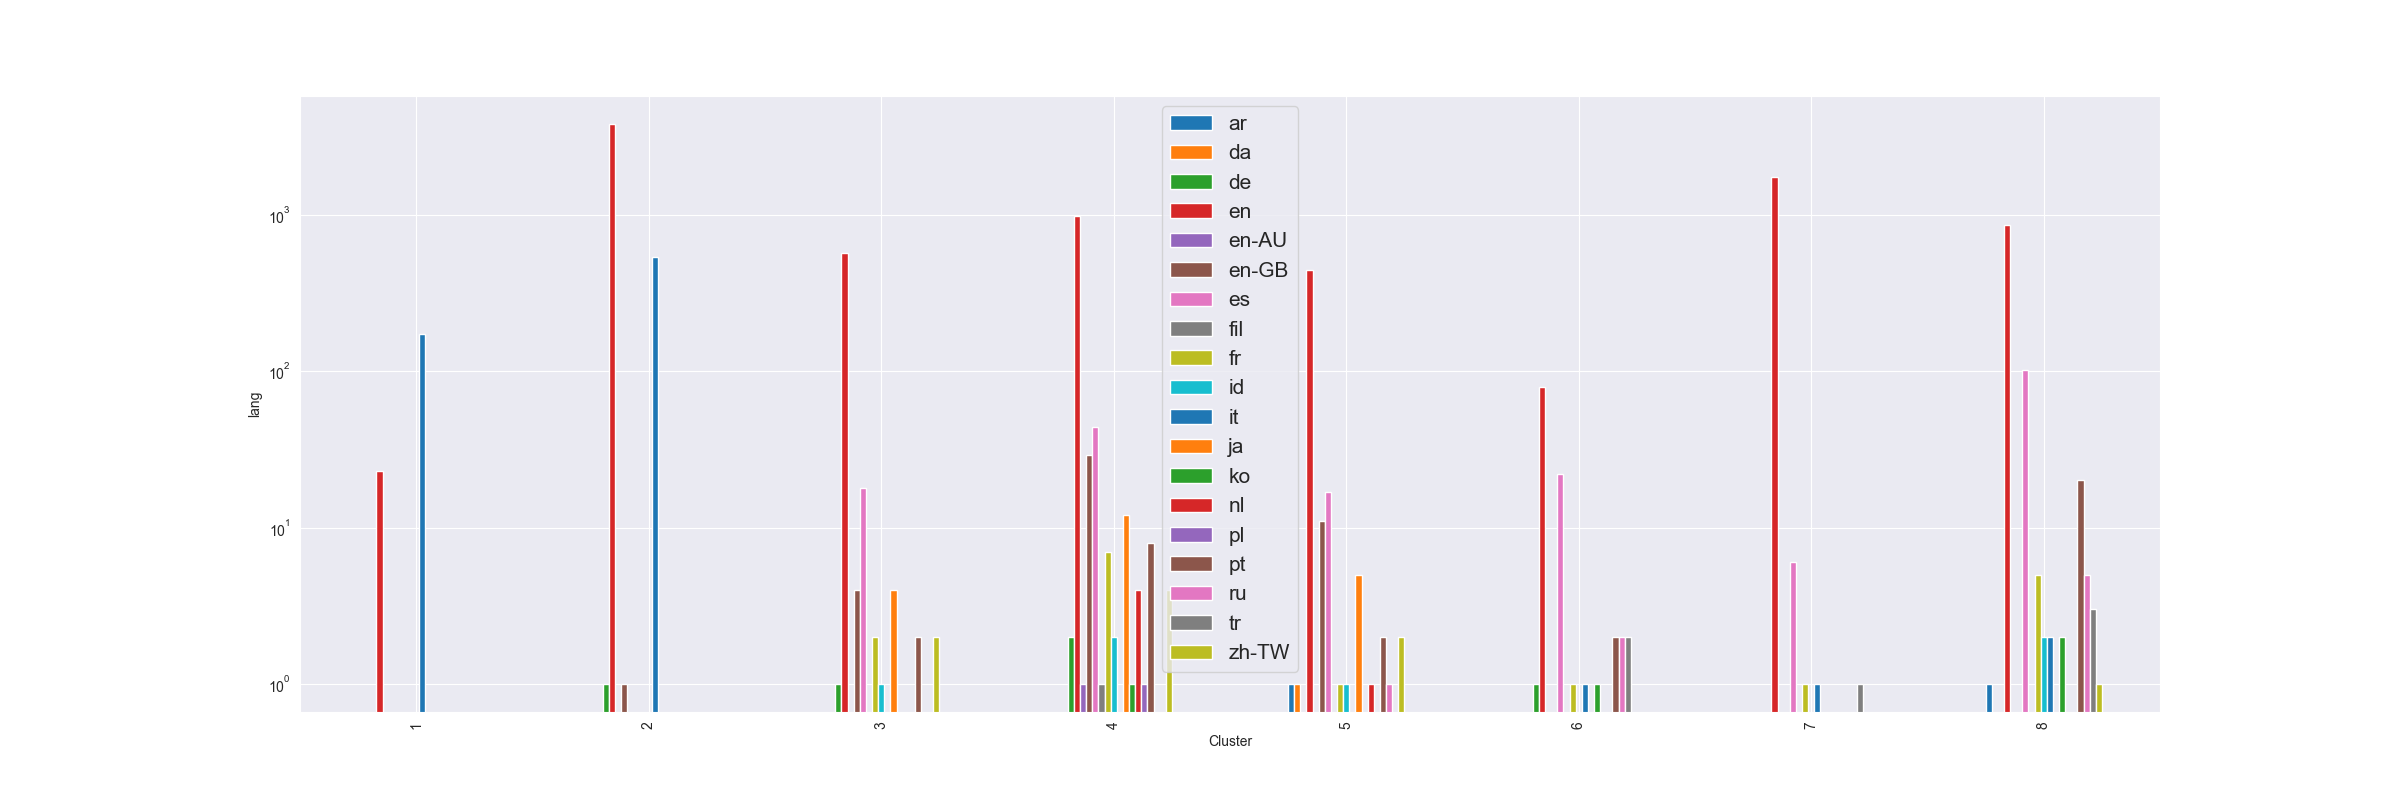 ar
da
de
en
en-AU
en-GB
es
fil
fr
id
it
ja
ko
nl
pl
pt
ru
tr
zh-TW
10³
10²
10¹
10⁰
lang
1 2 3 4 5 6 7 8
Cluster